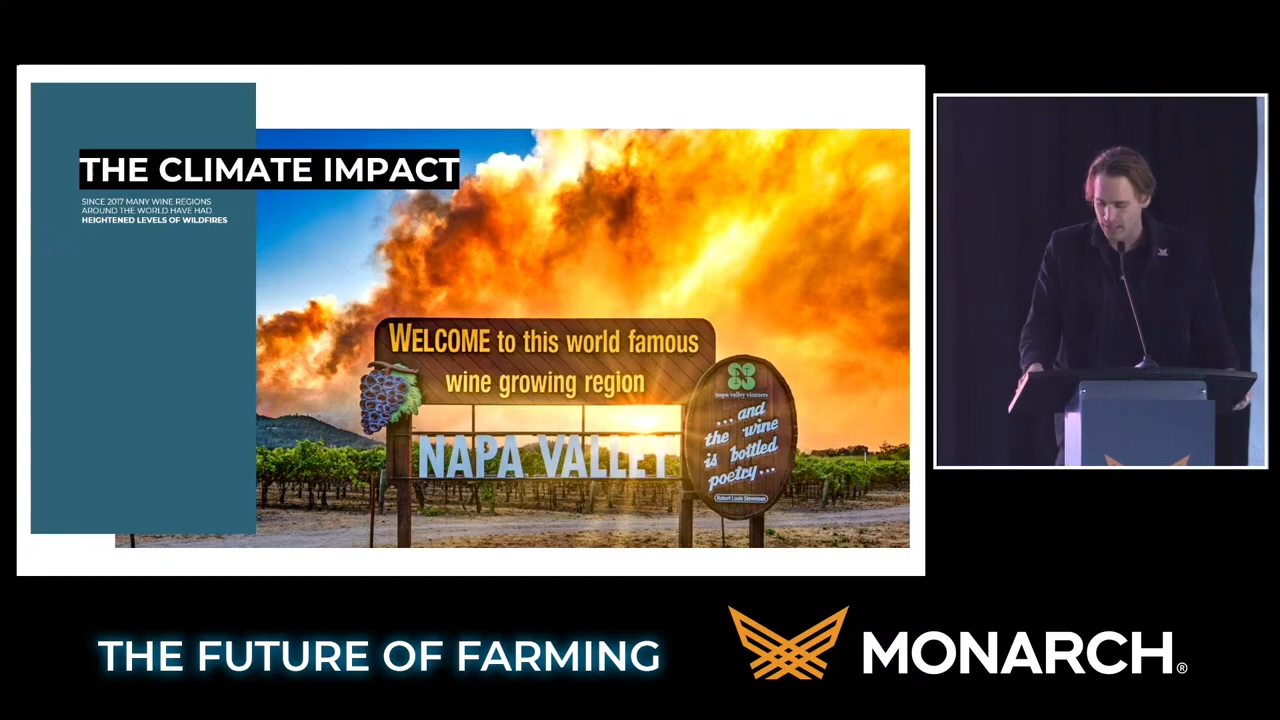 THE CLIMATE IMPACT
SINCE 2017 MANY WINE REGIONS
AROUND THE WORLD HAVE HAD
HEIGHTENED LEVELS OF WILDFIRES
WELCOME to this world famous
wine growing region
NAPA VALLEY
napa valley vintners
... and
the wine
is bottled
poetry...
Robert Louis Stevenson
THE FUTURE OF FARMING
MONARCH®